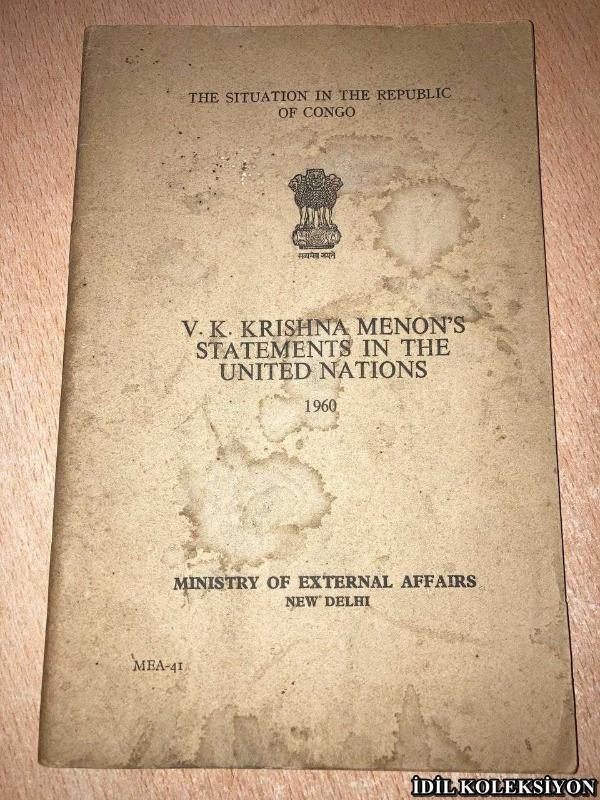 THE SITUATION IN THE REPUBLIC
OF CONGO
सत्यमेव जयते
V. K. KRISHNA MENON'S
STATEMENTS IN THE
UNITED NATIONS
1960
MINISTRY OF EXTERNAL AFFAIRS
NEW DELHI
MEA-41
İDİL KOLEKSİYON